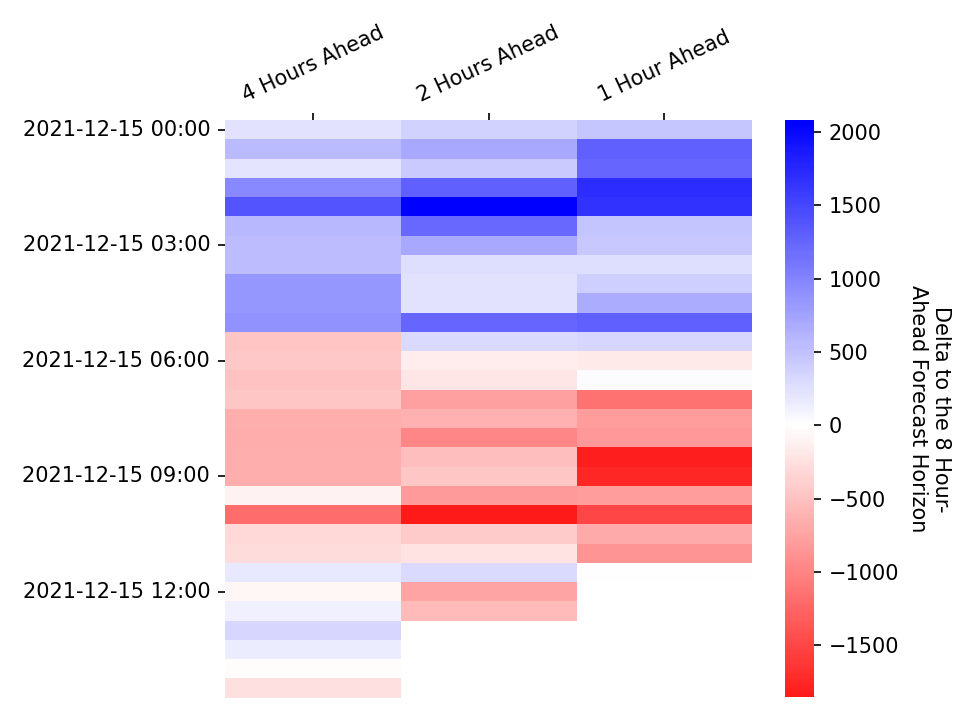 4 Hours Ahead
2 Hours Ahead
1 Hour Ahead
2021-12-15 00:00
2021-12-15 03:00
2021-12-15 06:00
2021-12-15 09:00
2021-12-15 12:00
2000
1500
1000
500
0
−500
−1000
−1500
Delta to the 8 Hour-
Ahead Forecast Horizon